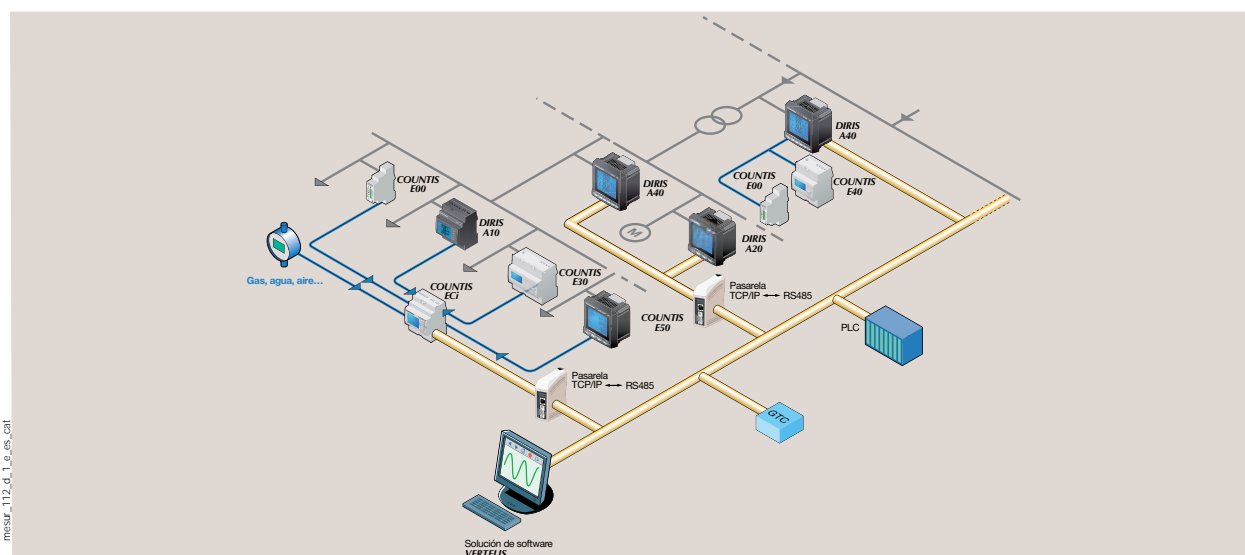 DIRIS
A40
COUNTIS
E00
COUNTIS
E40
COUNTIS
E00
DIRIS
A40
DIRIS
A10
M
DIRIS
A20
Gas, agua, aire...
COUNTIS
ECi
COUNTIS
E30
Pasarela
TCP/IP ↔ RS485
COUNTIS
E50
PLC
Pasarela
TCP/IP ↔ RS485
GTC
Solución de software
VERTELIS
mesur_112_d_1_e_es_cat